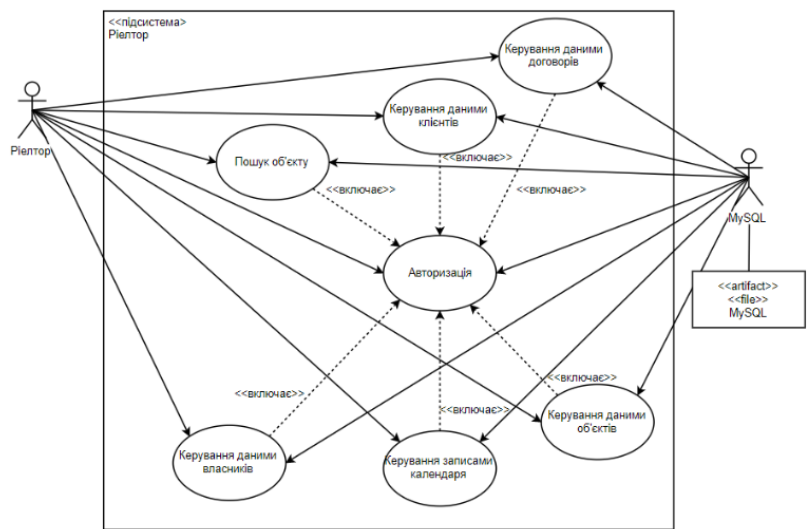 <<підсистема>>
Ріелтор
Керування даними
договорів
Керування даними
клієнтів
Ріелтор
Пошук об'єкту
<<включає>>
<<включає>>
<<включає>>
MySQL
Авторизація
<<artifact>>
<<file>>
MySQL
<<включає>>
<<включає>>
<<включає>>
Керування даними
об'єктів
Керування даними
власників
Керування записами
календаря